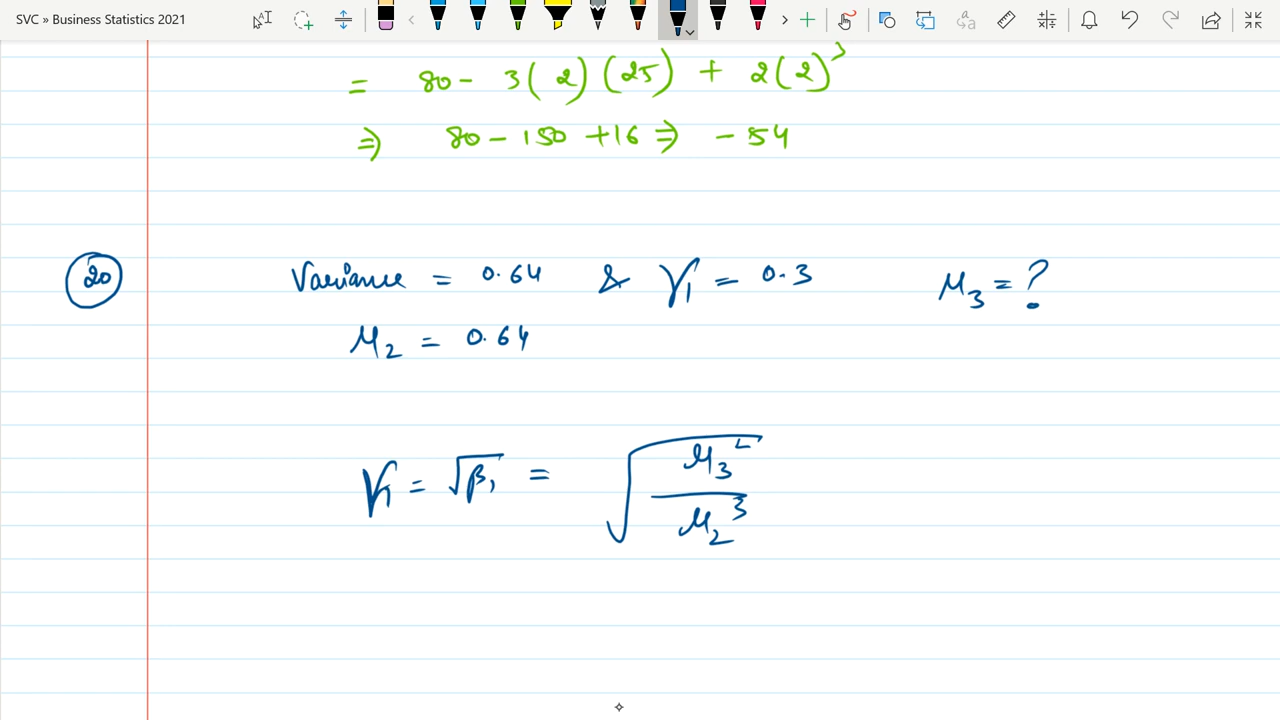 SVC » Business Statistics 2021
= 80 - 3(2)(25) + 2(2)³
⇒ 80 - 150 + 16 ⇒ - 54
20 Variance = 0.64 & γ₁ = 0.3 μ₃ = ?
μ₂ = 0.64
γ₁ = √β₁ = √(μ₃² / μ₂³)